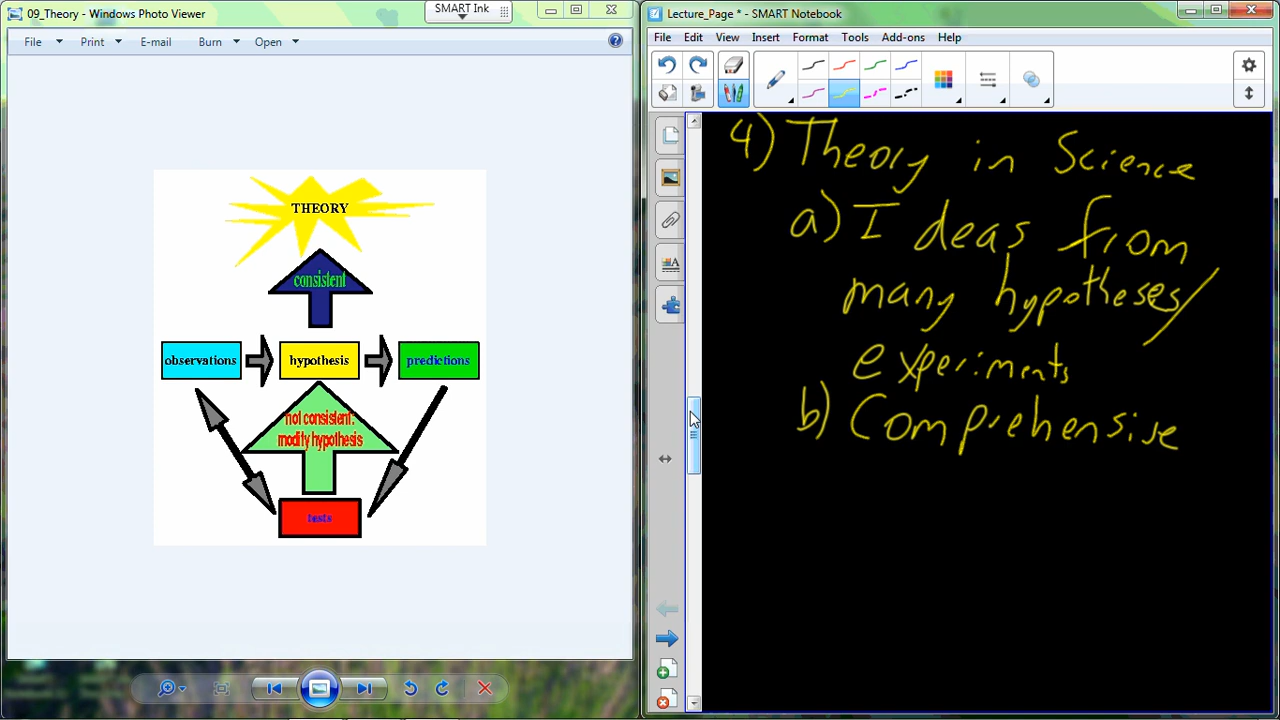 09_Theory - Windows Photo Viewer
SMART Ink
File Print E-mail Burn Open
THEORY
consistent
observations
hypothesis
predictions
not consistent:
modify hypothesis
tests
Lecture_Page * - SMART Notebook
File Edit View Insert Format Tools Add-ons Help
4) Theory in Science
a) Ideas from
many hypotheses/
experiments
b) Comprehensive